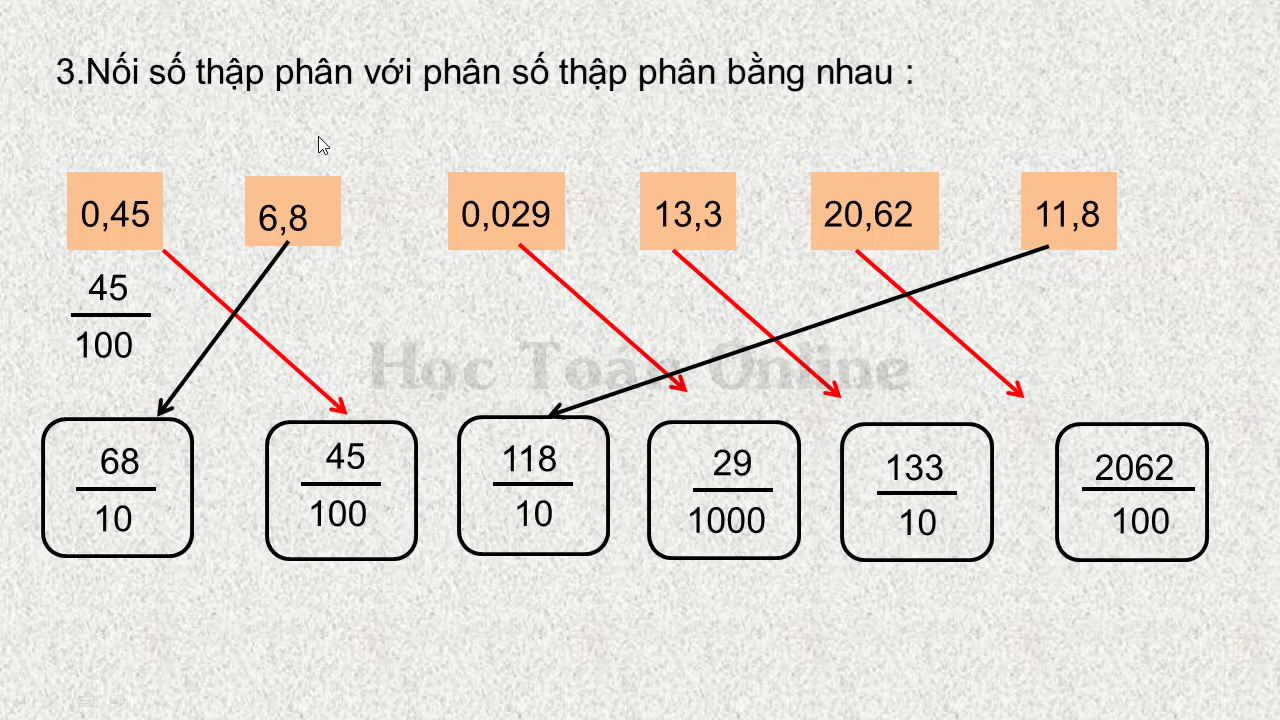 3.Nối số thập phân với phân số thập phân bằng nhau :
0,45 6,8 0,029 13,3 20,62 11,8
45
100
Hoc Toan Online
68 45 118 29 133 2062
10 100 10 1000 10 100